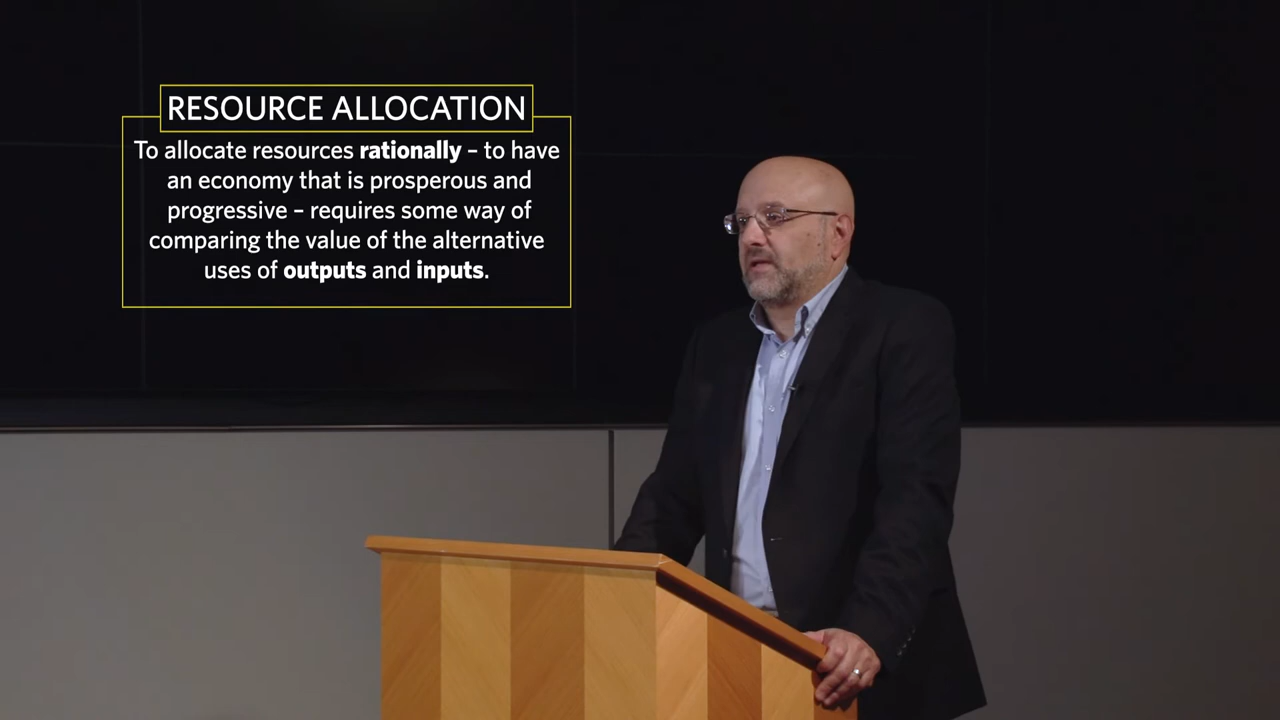 RESOURCE ALLOCATION
To allocate resources rationally – to have
an economy that is prosperous and
progressive – requires some way of
comparing the value of the alternative
uses of outputs and inputs.